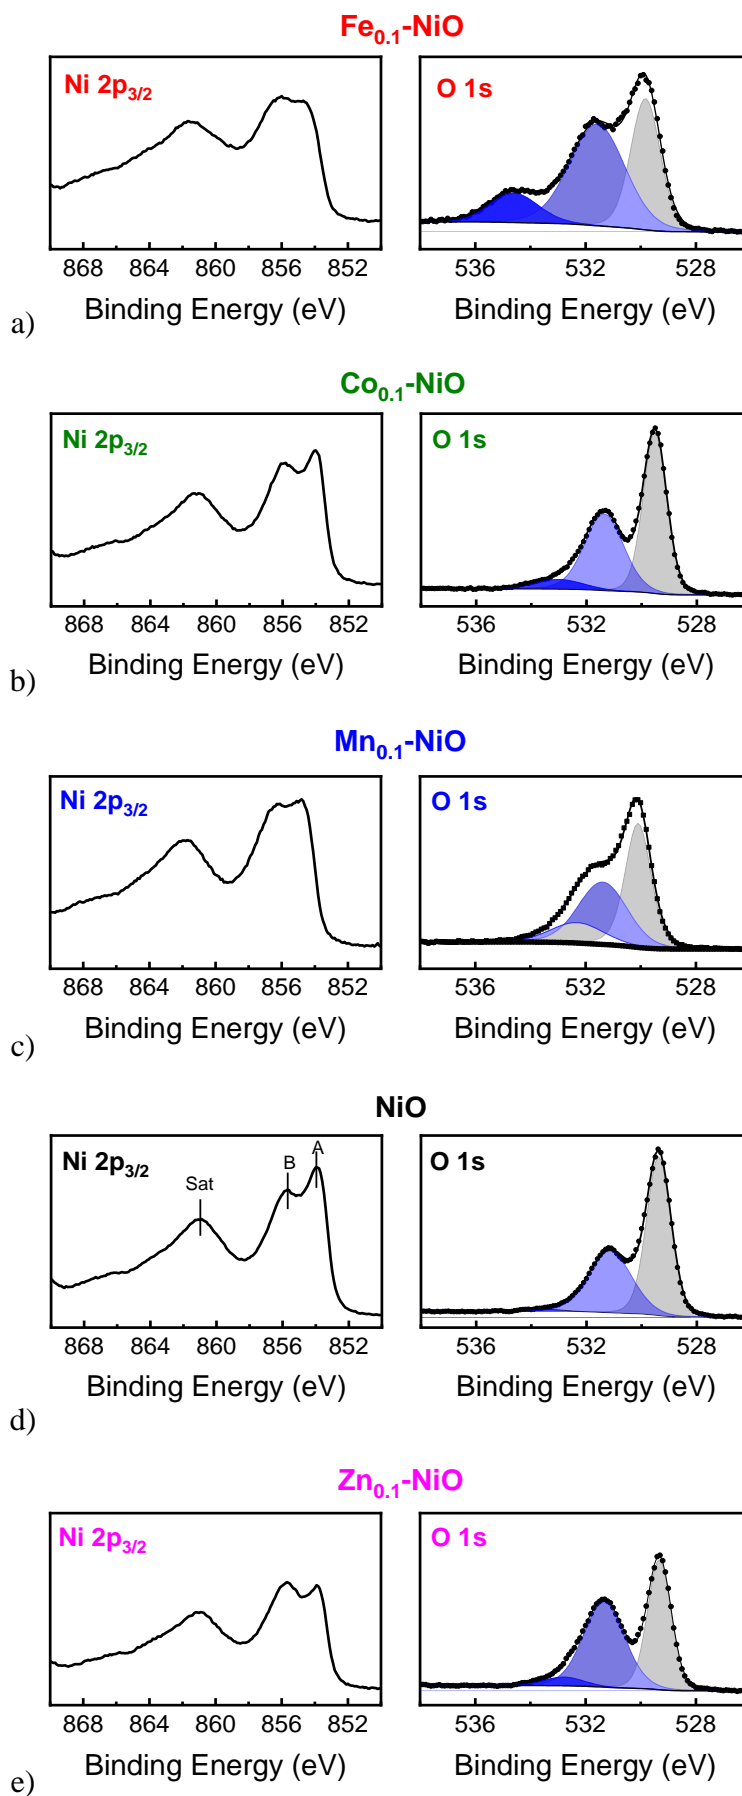 Fe0.1-NiO
Ni 2p3/2
O 1s
868 864 860 856 852
536 532 528
Binding Energy (eV) Binding Energy (eV)
a)
Co0.1-NiO
Ni 2p3/2
O 1s
868 864 860 856 852
536 532 528
Binding Energy (eV) Binding Energy (eV)
b)
Mn0.1-NiO
Ni 2p3/2
O 1s
868 864 860 856 852
536 532 528
Binding Energy (eV) Binding Energy (eV)
c)
NiO
Ni 2p3/2
Sat
B
A
O 1s
868 864 860 856 852
536 532 528
Binding Energy (eV) Binding Energy (eV)
d)
Zn0.1-NiO
Ni 2p3/2
O 1s
868 864 860 856 852
536 532 528
Binding Energy (eV) Binding Energy (eV)
e)